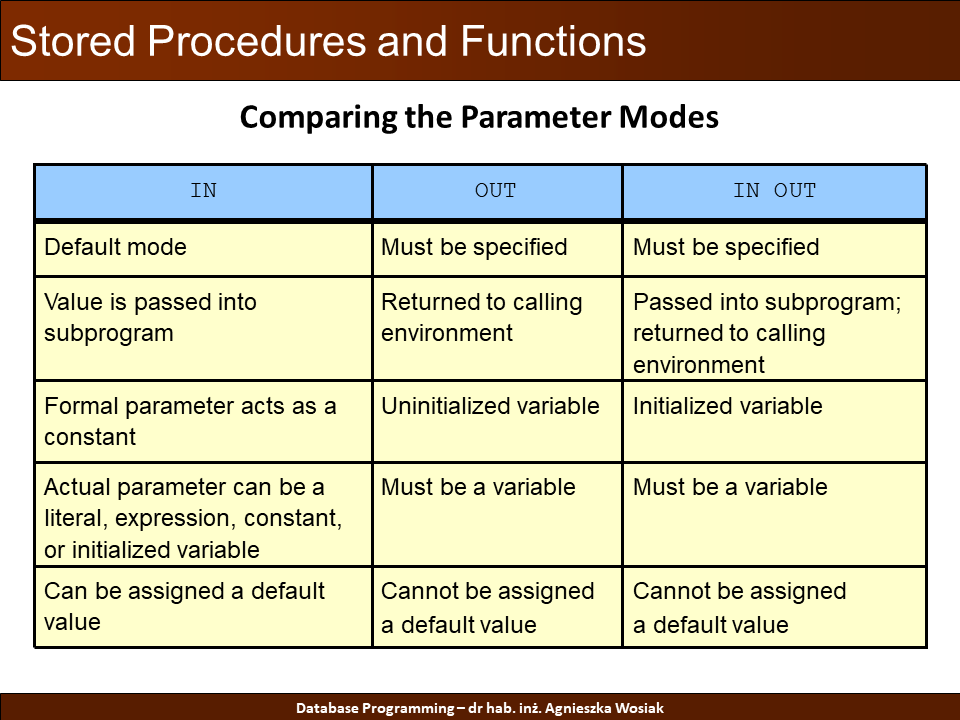 Stored Procedures and Functions
Comparing the Parameter Modes
IN OUT IN OUT
Default mode Must be specified Must be specified
Value is passed into Returned to calling Passed into subprogram;
subprogram environment returned to calling
environment
Formal parameter acts as a Uninitialized variable Initialized variable
constant
Actual parameter can be a Must be a variable Must be a variable
literal, expression, constant,
or initialized variable
Can be assigned a default Cannot be assigned Cannot be assigned
value a default value a default value
Database Programming – dr hab. inż. Agnieszka Wosiak